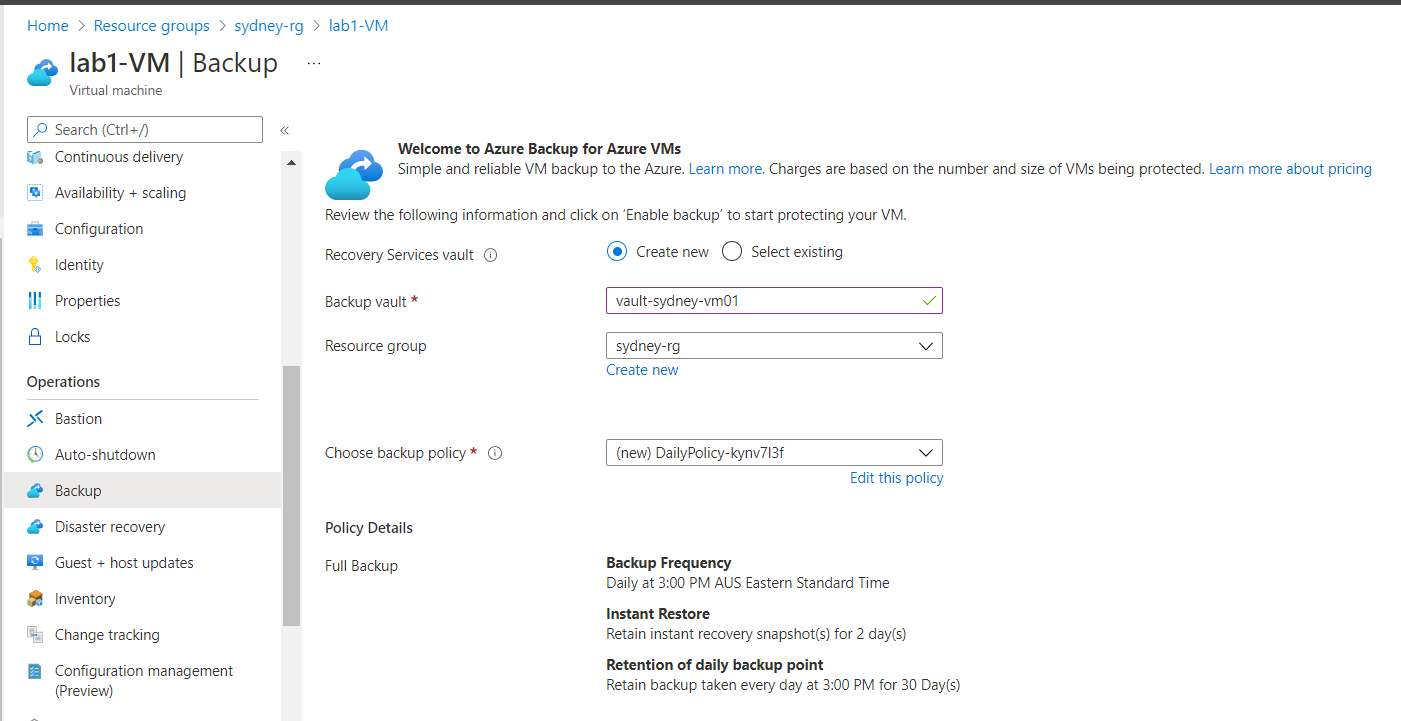 Home > Resource groups > sydney-rg > lab1-VM
lab1-VM | Backup ...
Virtual machine
Search (Ctrl+/) «
Continuous delivery
Availability + scaling
Configuration
Identity
Properties
Locks
Operations
Bastion
Auto-shutdown
Backup
Disaster recovery
Guest + host updates
Inventory
Change tracking
Configuration management
(Preview)
Welcome to Azure Backup for Azure VMs
Simple and reliable VM backup to the Azure. Learn more. Charges are based on the number and size of VMs being protected. Learn more about pricing
Review the following information and click on ‘Enable backup’ to start protecting your VM.
Recovery Services vault Create new Select existing
Backup vault * vault-sydney-vm01
Resource group sydney-rg
Create new
Choose backup policy * (new) DailyPolicy-kynv7l3f
Edit this policy
Policy Details
Full Backup
Backup Frequency
Daily at 3:00 PM AUS Eastern Standard Time
Instant Restore
Retain instant recovery snapshot(s) for 2 day(s)
Retention of daily backup point
Retain backup taken every day at 3:00 PM for 30 Day(s)